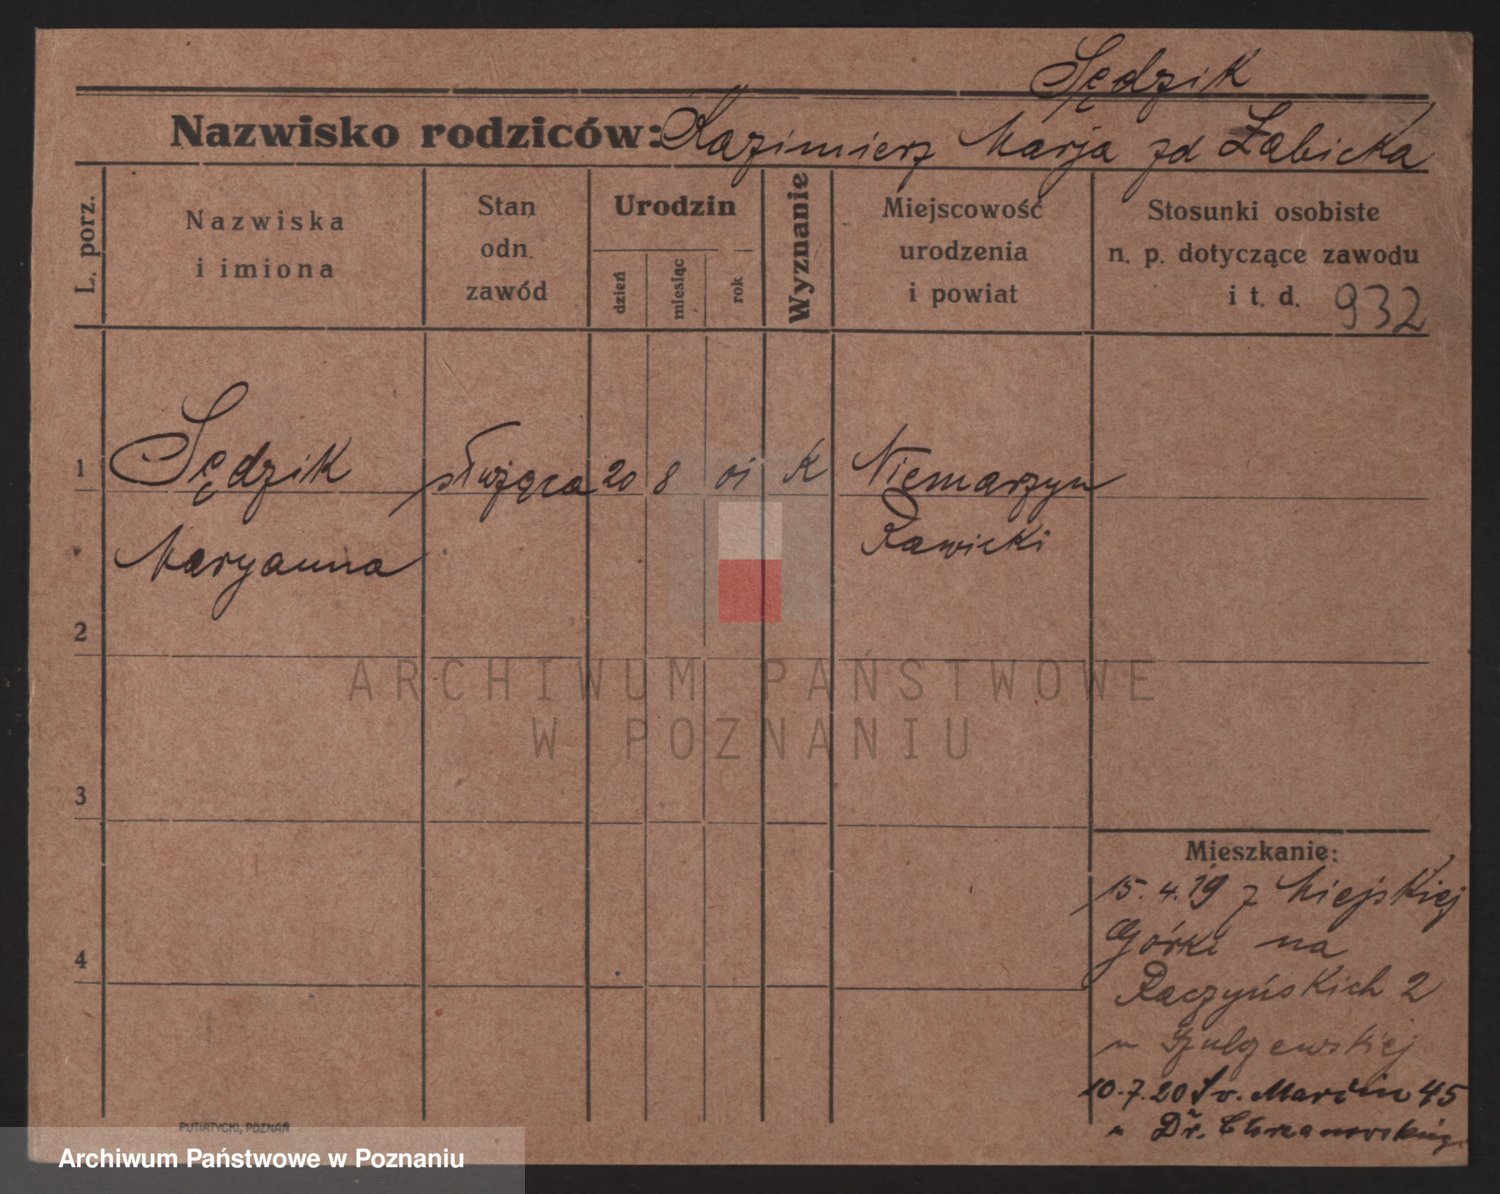 Sędzik
Nazwisko rodziców: Kazimierz Marja zd Żabicka
L. porz.
Nazwiska
i imiona
Stan
odn.
zawód
Urodzin
dzień
miesiąc
rok
Wyznanie
Miejscowość
urodzenia
i powiat
Stosunki osobiste
n. p. dotyczące zawodu
i t. d. 932
1 Sędzik służąca 20 8 01 K Niemarzyn
Maryanna Rawicki
2
ARCHIWUM PAŃSTWOWE
W POZNANIU
3
Mieszkanie:
15.4.19 z Miejskiej
Górki na
4
Raczyńskich 2
u Szulczewskiej
10.7.20 Św. Marcin 45
u Dr. Chrzanowskiego
PUTIATYCKI, POZNAŃ
Archiwum Państwowe w Poznaniu